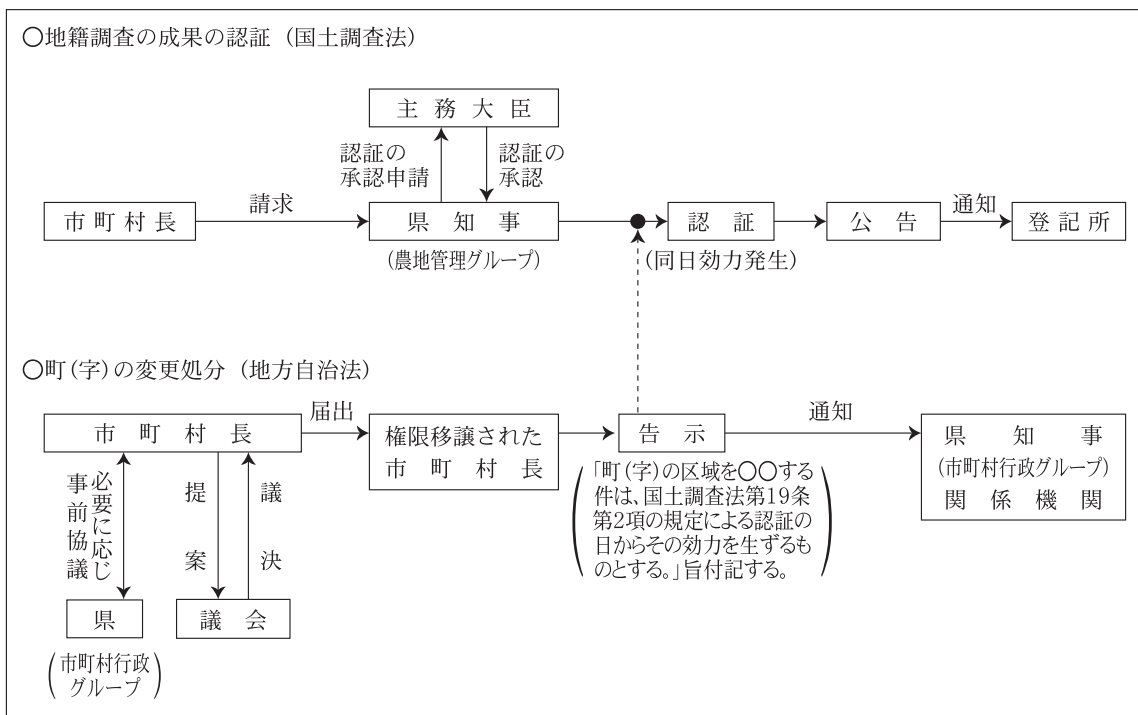 〇地籍調査の成果の認証（国土調査法）
主務大臣
認証の
承認申請
認証の
承認
市町村長
請求
県知事
(農地管理グループ)
認証
(同日効力発生)
公告
通知
登記所
〇町(字)の変更処分（地方自治法）
市町村長
届出
権限移譲された
市町村長
告示
通知
県知事
(市町村行政グループ)
関係機関
「町(字)の区域を〇〇する
件は、国土調査法第19条
第2項の規定による認証の
日からその効力を生ずるも
のとする。」旨付記する。
必要に応じ
事前協議
提案
議決
県
議会
市町村行政
グループ